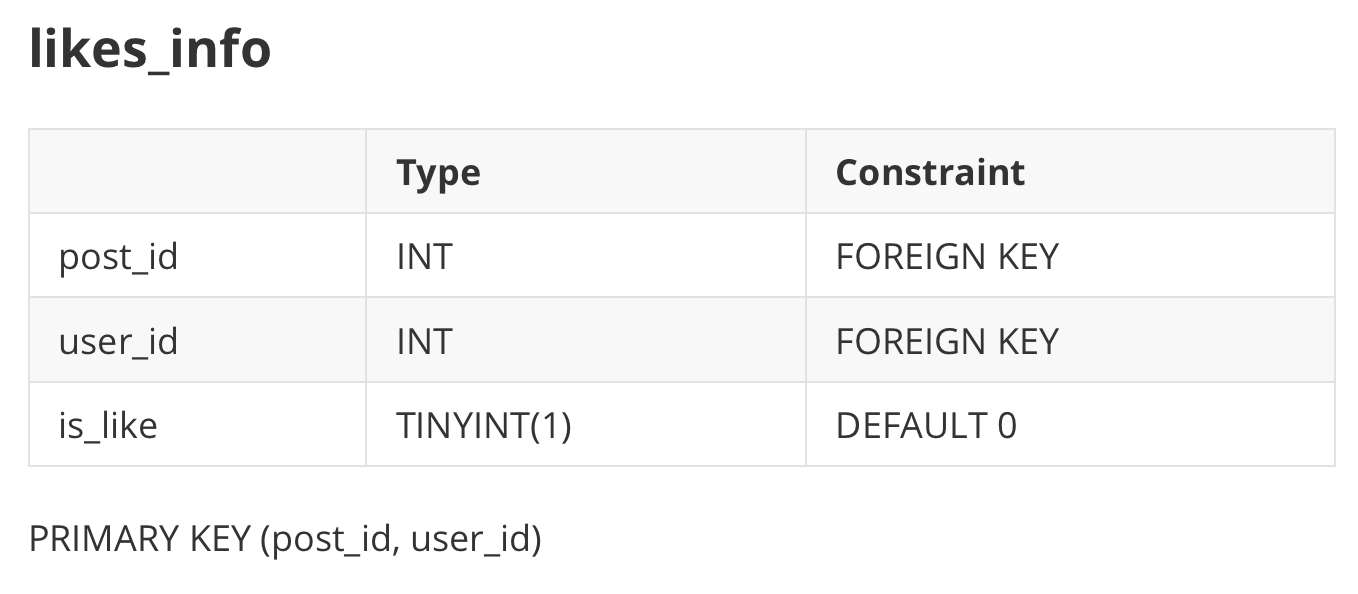 likes_info
Type Constraint
post_id INT FOREIGN KEY
user_id INT FOREIGN KEY
is_like TINYINT(1) DEFAULT 0
PRIMARY KEY (post_id, user_id)